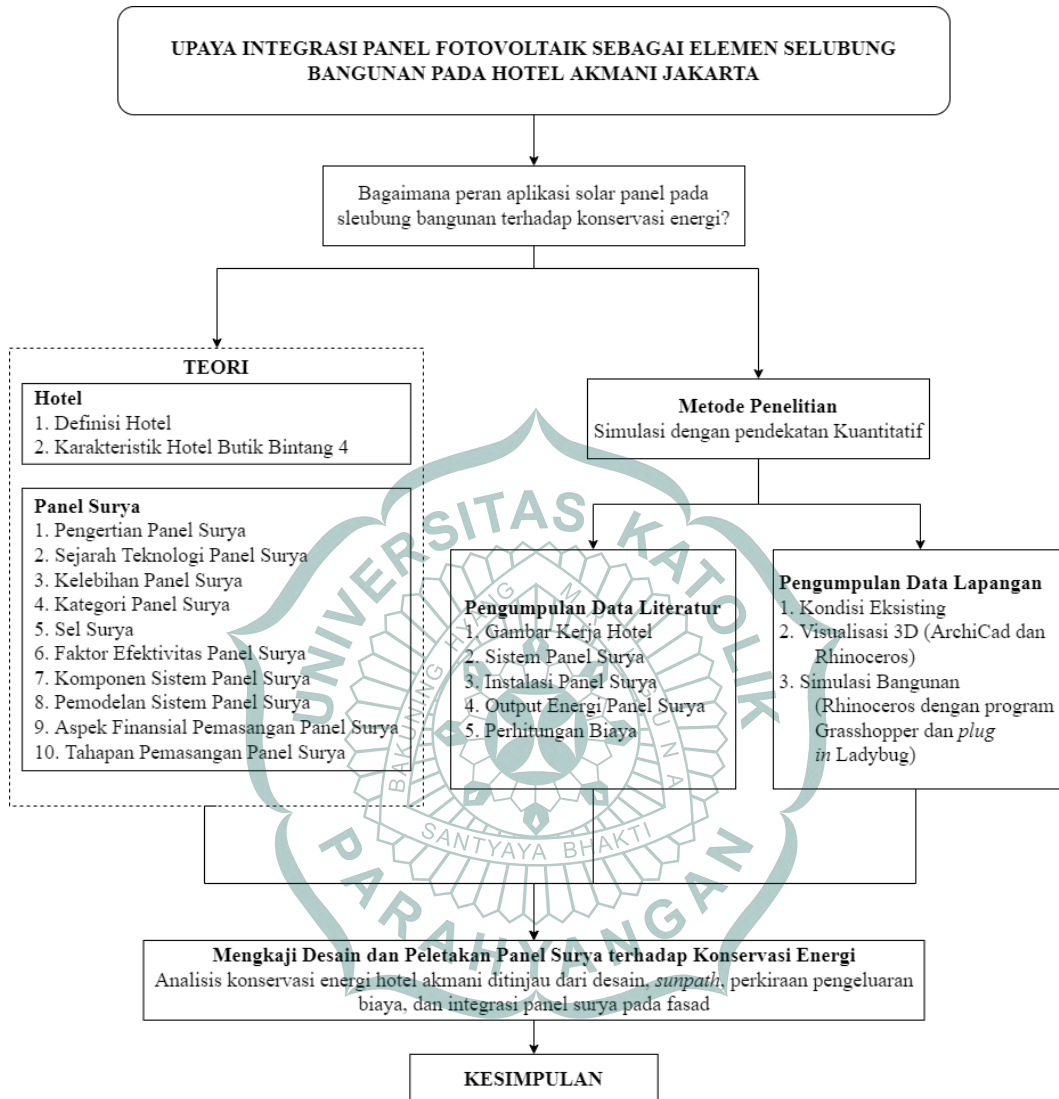 UPAYA INTEGRASI PANEL FOTOVOLTAIK SEBAGAI ELEMEN SELUBUNG
BANGUNAN PADA HOTEL AKMANI JAKARTA
Bagaimana peran aplikasi solar panel pada
sleubung bangunan terhadap konservasi energi?
TEORI
Hotel
1. Definisi Hotel
2. Karakteristik Hotel Butik Bintang 4
Panel Surya
1. Pengertian Panel Surya
2. Sejarah Teknologi Panel Surya
3. Kelebihan Panel Surya
4. Kategori Panel Surya
5. Sel Surya
6. Faktor Efektivitas Panel Surya
7. Komponen Sistem Panel Surya
8. Pemodelan Sistem Panel Surya
9. Aspek Finansial Pemasangan Panel Surya
10. Tahapan Pemasangan Panel Surya
Metode Penelitian
Simulasi dengan pendekatan Kuantitatif
Pengumpulan Data Literatur
1. Gambar Kerja Hotel
2. Sistem Panel Surya
3. Instalasi Panel Surya
4. Output Energi Panel Surya
5. Perhitungan Biaya
Pengumpulan Data Lapangan
1. Kondisi Eksisting
2. Visualisasi 3D (ArchiCad dan
Rhinoceros)
3. Simulasi Bangunan
(Rhinoceros dengan program
Grasshopper dan plug
in Ladybug)
Mengkaji Desain dan Peletakan Panel Surya terhadap Konservasi Energi
Analisis konservasi energi hotel akmani ditinjau dari desain, sunpath, perkiraan pengeluaran
biaya, dan integrasi panel surya pada fasad
KESIMPULAN
UNIVERSITAS KATOLIK
PARAHYANGAN
BAKUNING HYANG
SANTYAYA BHAKTI